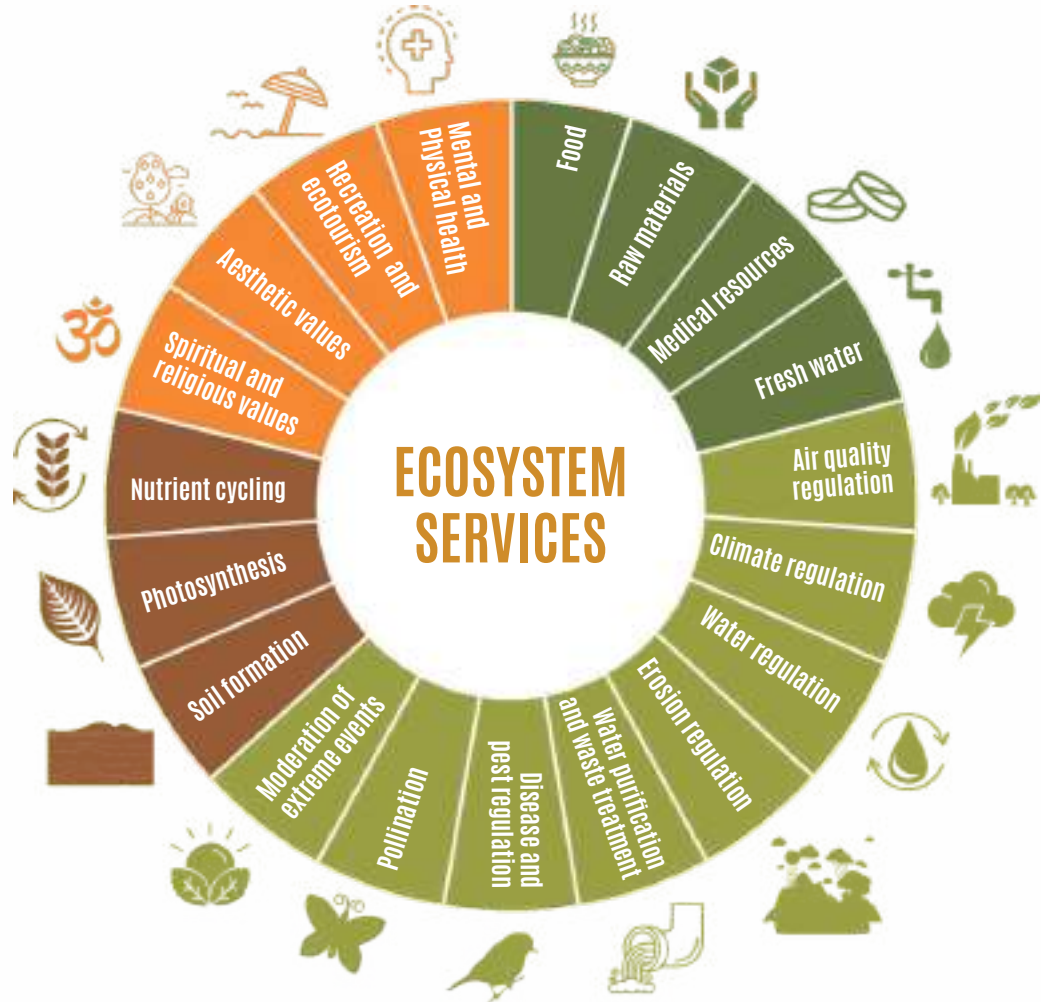 Food
Raw materials
Medical resources
Fresh water
Air quality
regulation
Climate regulation
Water regulation
Erosion regulation
Water purification
and waste treatment
Disease and
pest regulation
Pollination
Moderation of
extreme events
Soil formation
Photosynthesis
Nutrient cycling
Spiritual and
religious values
Aesthetic values
Recreation and
ecotourism
Mental and
Physical health
ECOSYSTEM
SERVICES
ॐ